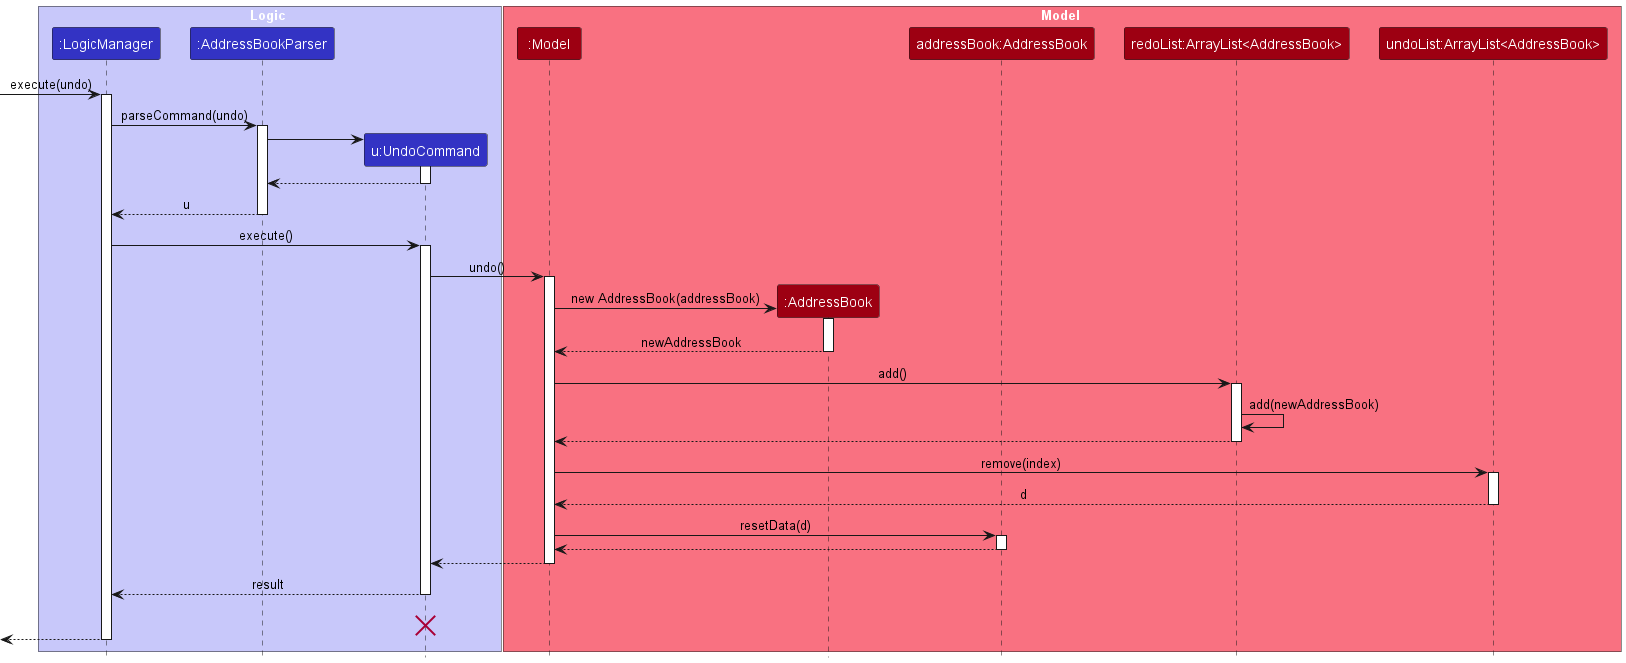 Logic
Model
:LogicManager
:AddressBookParser
:Model
addressBook:AddressBook
redoList:ArrayList<AddressBook>
undoList:ArrayList<AddressBook>
execute(undo)
parseCommand(undo)
u:UndoCommand
u
execute()
undo()
new AddressBook(addressBook)
:AddressBook
newAddressBook
add()
add(newAddressBook)
remove(index)
d
resetData(d)
result